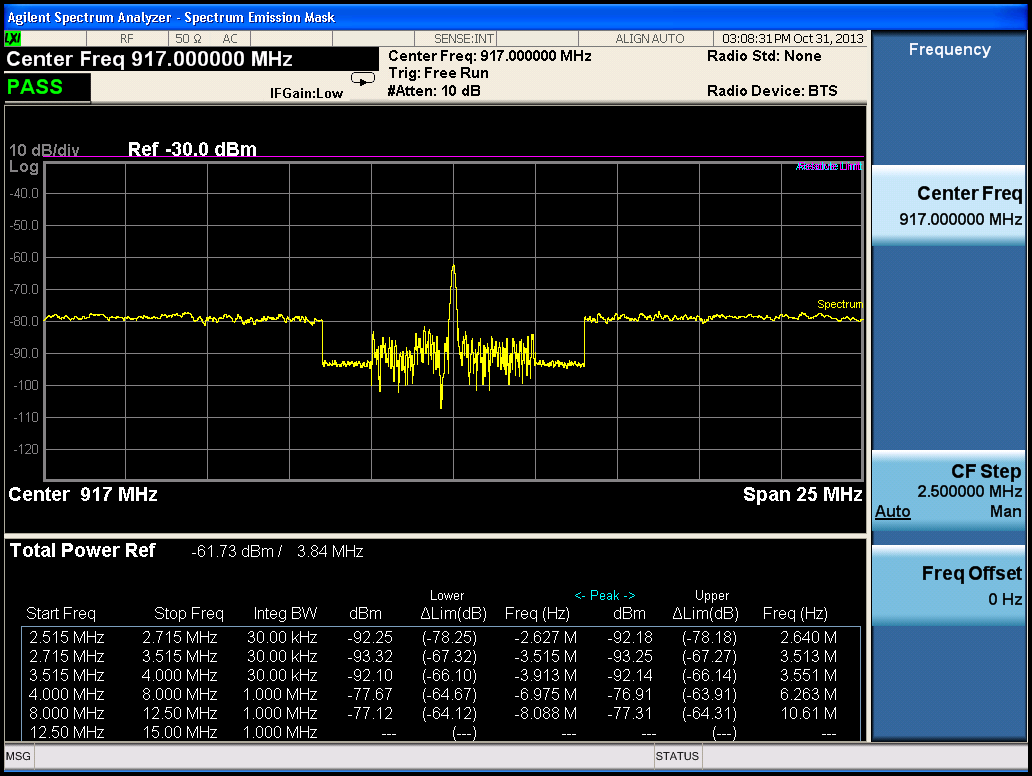 Agilent Spectrum Analyzer - Spectrum Emission Mask
LXI RF 50 Ω AC SENSE:INT ALIGN AUTO 03:08:31 PM Oct 31, 2013
Center Freq 917.000000 MHz
Center Freq: 917.000000 MHz
Radio Std: None
Trig: Free Run
PASS
IFGain:Low
#Atten: 10 dB
Radio Device: BTS
10 dB/div
Ref -30.0 dBm
Log
Absolute Limit
-40.0
-50.0
-60.0
-70.0
Spectrum
-80.0
-90.0
-100
-110
-120
Center 917 MHz
Span 25 MHz
Total Power Ref -61.73 dBm / 3.84 MHz
Lower <- Peak -> Upper
Start Freq Stop Freq Integ BW dBm ΔLim(dB) Freq (Hz) dBm ΔLim(dB) Freq (Hz)
2.515 MHz 2.715 MHz 30.00 kHz -92.25 (-78.25) -2.627 M -92.18 (-78.18) 2.640 M
2.715 MHz 3.515 MHz 30.00 kHz -93.32 (-67.32) -3.515 M -93.25 (-67.27) 3.513 M
3.515 MHz 4.000 MHz 30.00 kHz -92.10 (-66.10) -3.913 M -92.14 (-66.14) 3.551 M
4.000 MHz 8.000 MHz 1.000 MHz -77.67 (-64.67) -6.975 M -76.91 (-63.91) 6.263 M
8.000 MHz 12.50 MHz 1.000 MHz -77.12 (-64.12) -8.088 M -77.31 (-64.31) 10.61 M
12.50 MHz 15.00 MHz 1.000 MHz --- (---) --- --- (---) ---
MSG
STATUS
Frequency
Center Freq
917.000000 MHz
CF Step
2.500000 MHz
Auto Man
Freq Offset
0 Hz